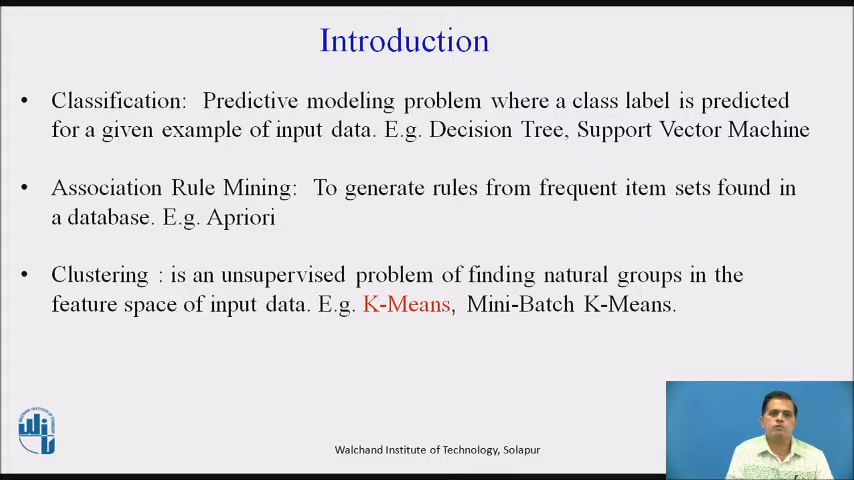 Introduction
• Classification: Predictive modeling problem where a class label is predicted
for a given example of input data. E.g. Decision Tree, Support Vector Machine
• Association Rule Mining: To generate rules from frequent item sets found in
a database. E.g. Apriori
• Clustering : is an unsupervised problem of finding natural groups in the
feature space of input data. E.g. K-Means, Mini-Batch K-Means.
Walchand Institute of Technology, Solapur